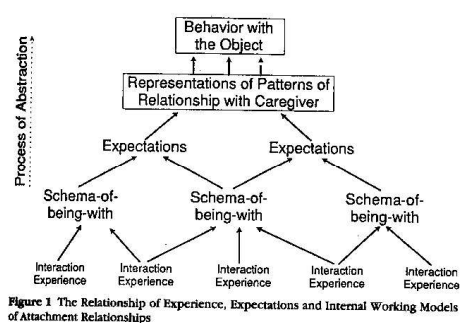 Behavior with
the Object
Process of Abstraction
Representations of Patterns of
Relationship with Caregiver
Expectations
Expectations
Schema-of-
being-with
Schema-of-
being-with
Schema-of-
being-with
Interaction
Experience
Interaction
Experience
Interaction
Experience
Interaction
Experience
Interaction
Experience
Figure 1 The Relationship of Experience, Expectations and Internal Working Models
of Attachment Relationships